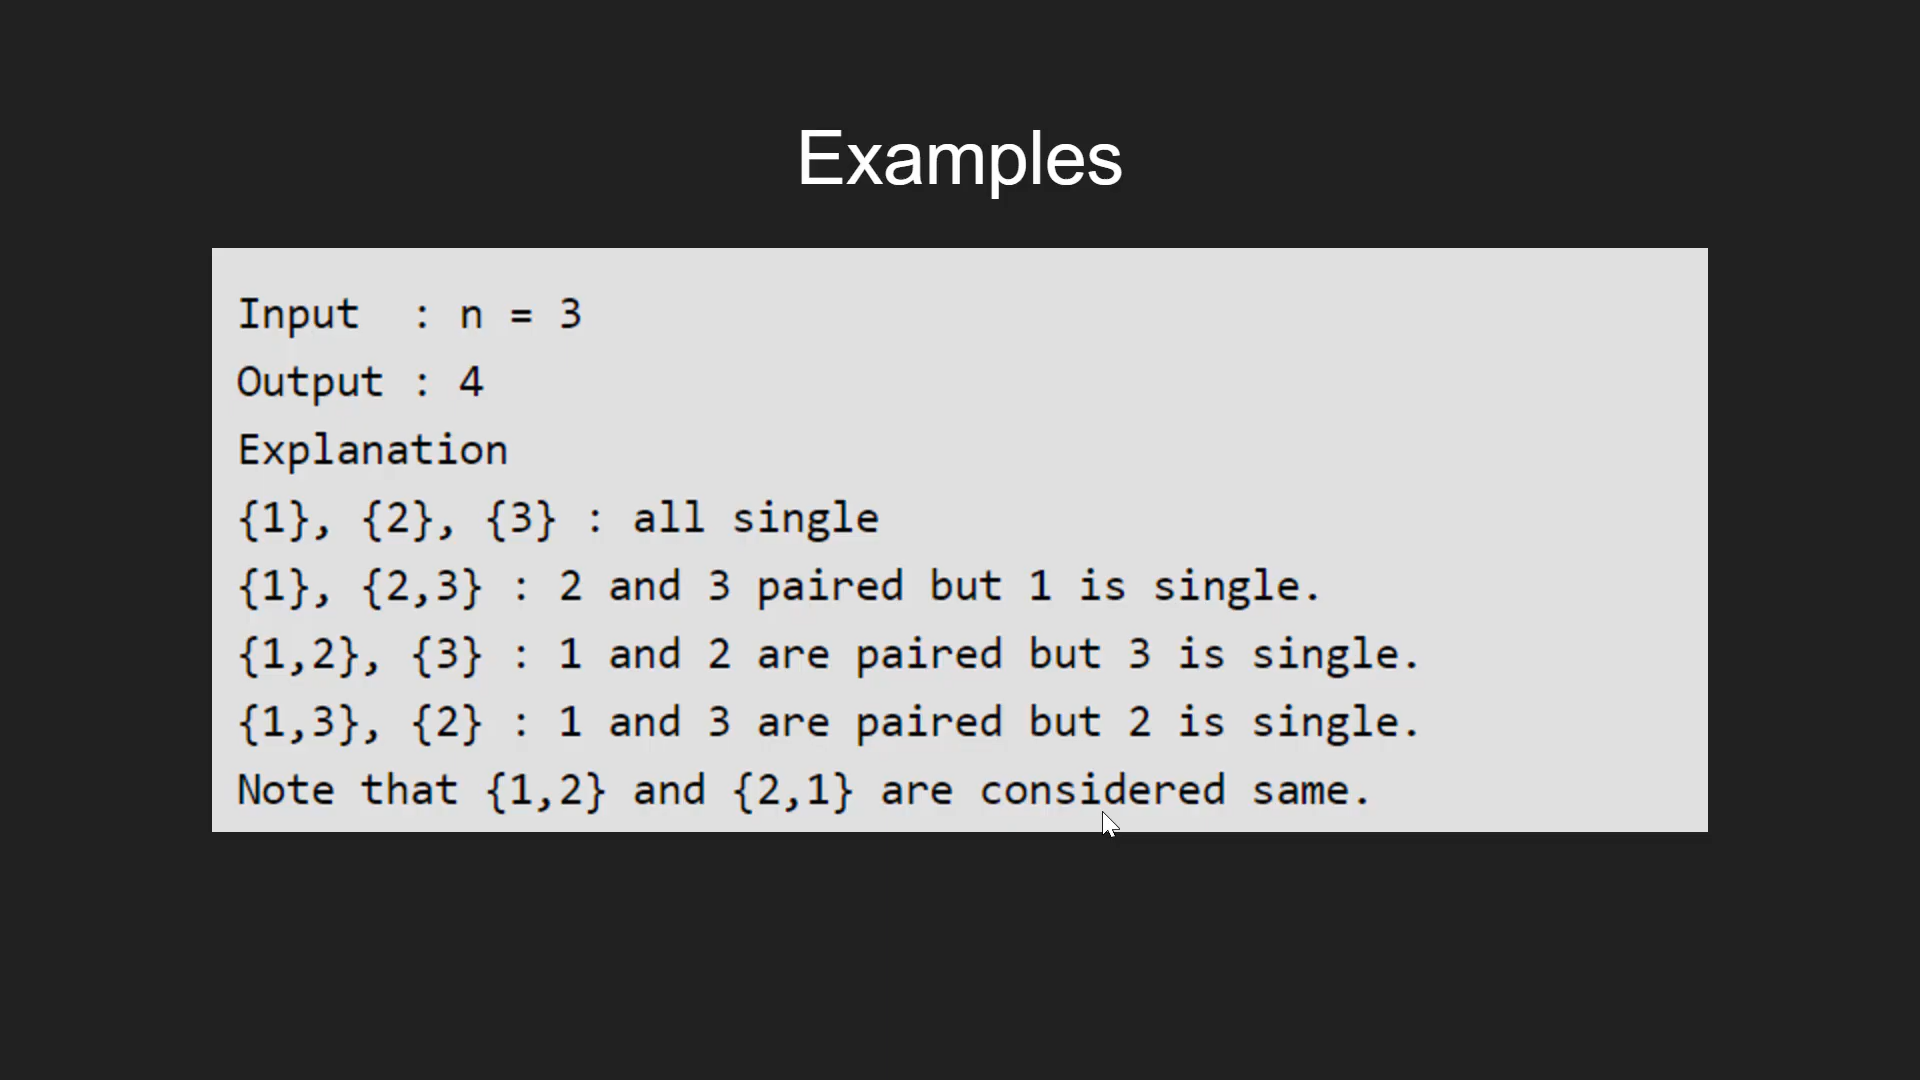 Examples
Input  : n = 3
Output : 4
Explanation
{1}, {2}, {3} : all single
{1}, {2,3} : 2 and 3 paired but 1 is single.
{1,2}, {3} : 1 and 2 are paired but 3 is single.
{1,3}, {2} : 1 and 3 are paired but 2 is single.
Note that {1,2} and {2,1} are considered same.